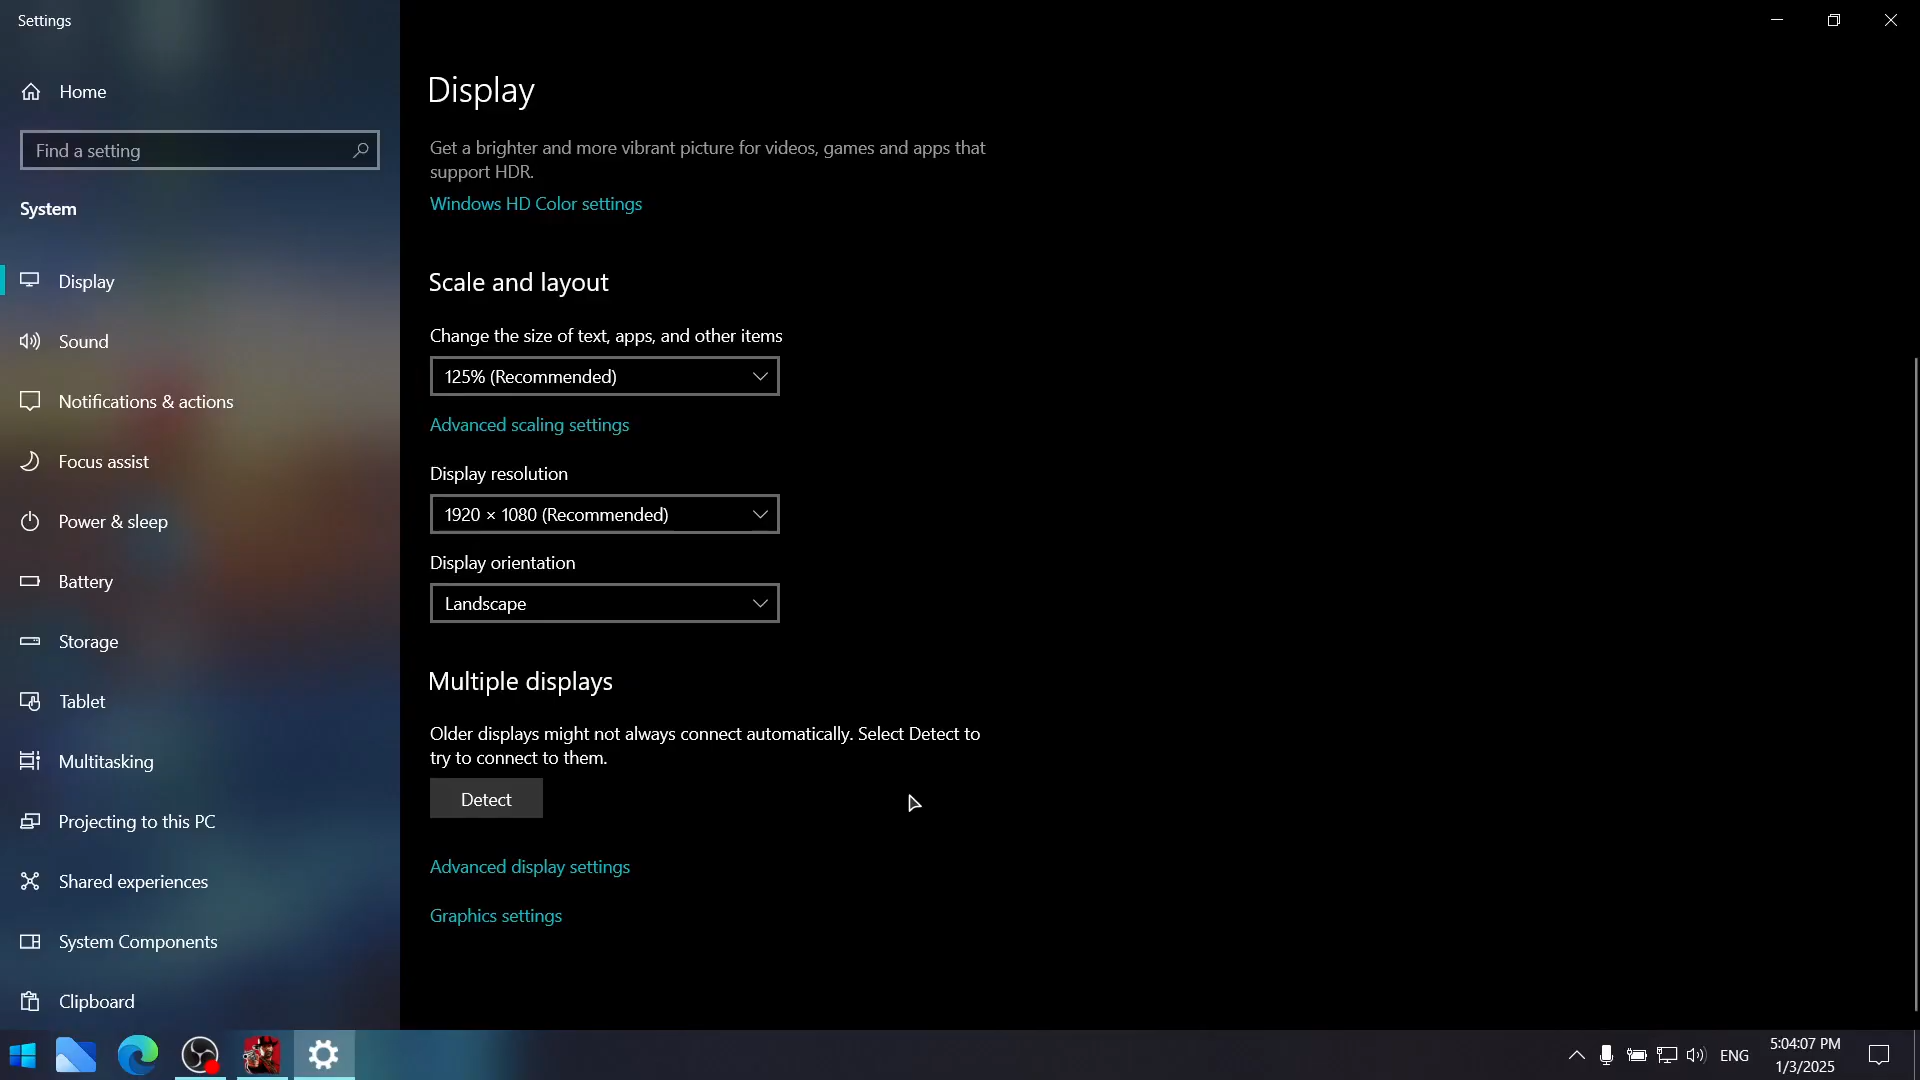 Settings
Home
Find a setting
System
Display
Sound
Notifications & actions
Focus assist
Power & sleep
Battery
Storage
Tablet
Multitasking
Projecting to this PC
Shared experiences
System Components
Clipboard
Display
Get a brighter and more vibrant picture for videos, games and apps that
support HDR.
Windows HD Color settings
Scale and layout
Change the size of text, apps, and other items
125% (Recommended)
Advanced scaling settings
Display resolution
1920 × 1080 (Recommended)
Display orientation
Landscape
Multiple displays
Older displays might not always connect automatically. Select Detect to
try to connect to them.
Detect
Advanced display settings
Graphics settings
ENG
5:04:07 PM
1/3/2025